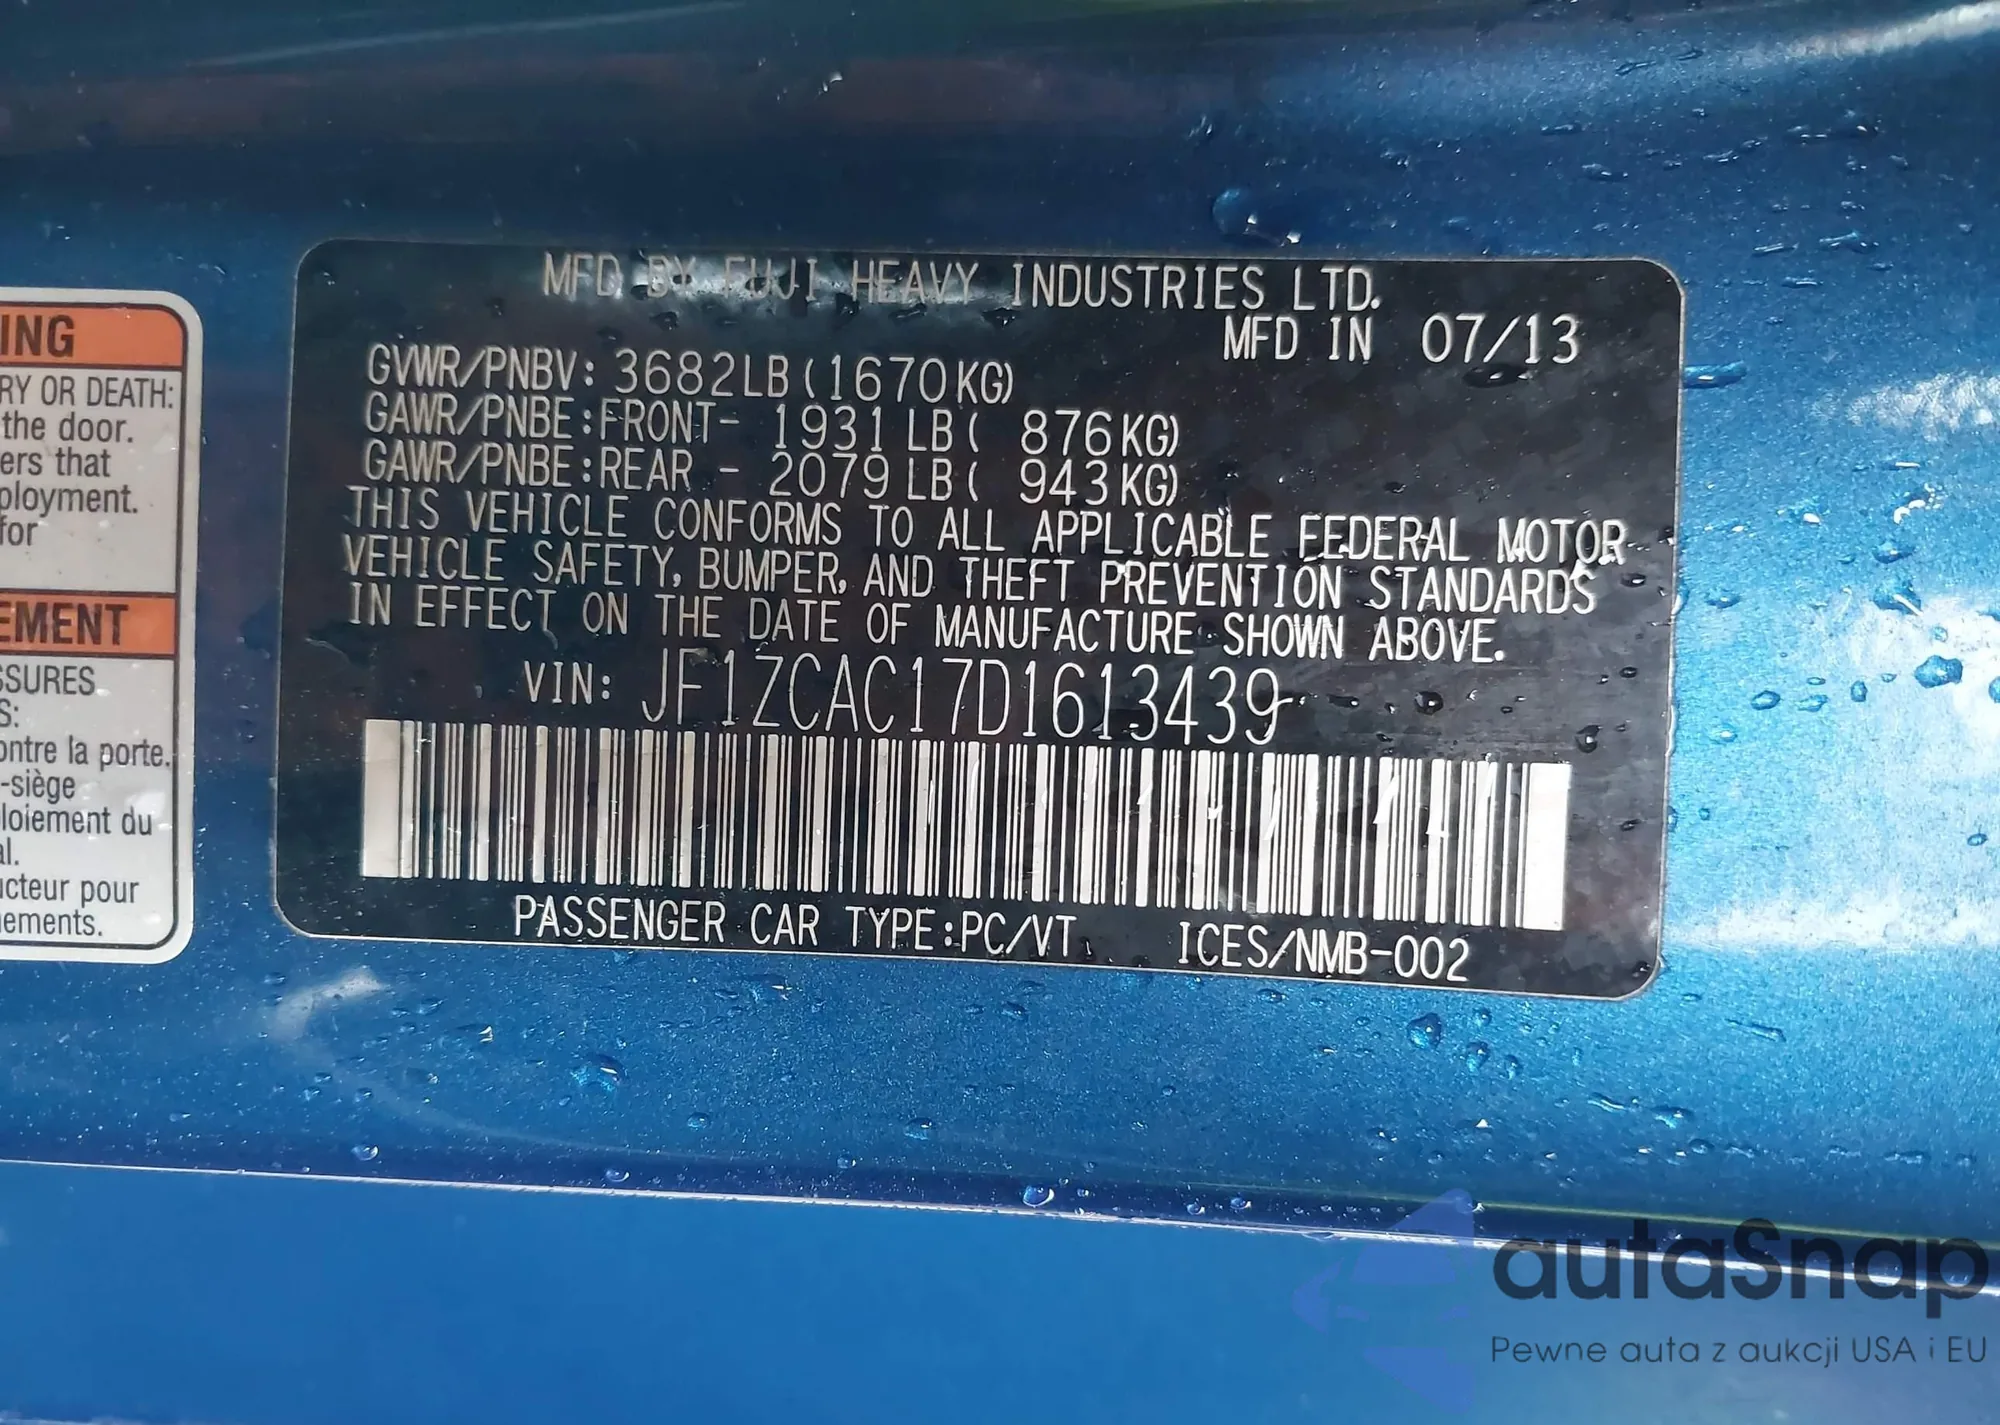 ING
RY OR DEATH:
the door.
ers that
ployment.
for
EMENT
SSURES
S:
ontre la porte.
-siège
loiement du
al.
ucteur pour
nements.
MFD BY FUJI HEAVY INDUSTRIES LTD.
MFD IN 07/13
GVWR/PNBV: 3682LB (1670KG)
GAWR/PNBE:FRONT- 1931 LB( 876KG)
GAWR/PNBE:REAR - 2079 LB( 943KG)
THIS VEHICLE CONFORMS TO ALL APPLICABLE FEDERAL MOTOR
VEHICLE SAFETY, BUMPER, AND THEFT PREVENTION STANDARDS
IN EFFECT ON THE DATE OF MANUFACTURE SHOWN ABOVE.
VIN: JF1ZCAC17D1613439
PASSENGER CAR TYPE:PC/VT ICES/NMB-002
autaSnap
Pewne auta z aukcji USA i EU